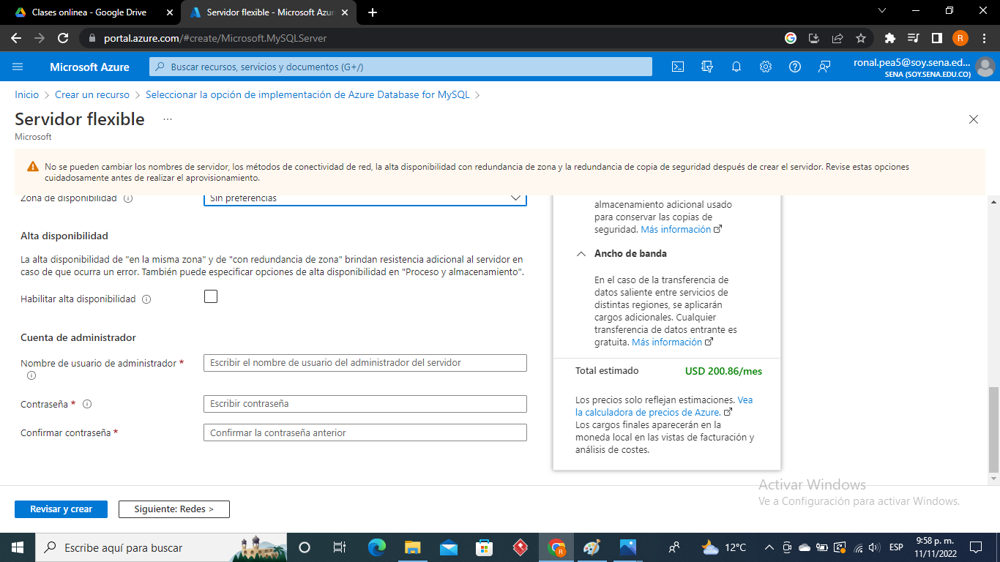 Clases onlinea - Google Drive
Servidor flexible - Microsoft Azur
portal.azure.com/#create/Microsoft.MySQLServer
R
Microsoft Azure
Buscar recursos, servicios y documentos (G+/)
ronal.pea5@soy.sena.ed...
SENA (SOY.SENA.EDU.CO)
Inicio > Crear un recurso > Seleccionar la opción de implementación de Azure Database for MySQL >
Servidor flexible ...
Microsoft
No se pueden cambiar los nombres de servidor, los métodos de conectividad de red, la alta disponibilidad con redundancia de zona y la redundancia de copia de seguridad después de crear el servidor. Revise estas opciones
cuidadosamente antes de realizar el aprovisionamiento.
Zona de disponibilidad
Sin preferencias
Alta disponibilidad
La alta disponibilidad de "en la misma zona" y de "con redundancia de zona" brindan resistencia adicional al servidor en
caso de que ocurra un error. También puede especificar opciones de alta disponibilidad en "Proceso y almacenamiento".
Habilitar alta disponibilidad
Cuenta de administrador
Nombre de usuario de administrador *
Escribir el nombre de usuario del administrador del servidor
Contraseña *
Escribir contraseña
Confirmar contraseña *
Confirmar la contraseña anterior
almacenamiento adicional usado
para conservar las copias de
seguridad. Más información
Ancho de banda
En el caso de la transferencia de
datos saliente entre servicios de
distintas regiones, se aplicarán
cargos adicionales. Cualquier
transferencia de datos entrante es
gratuita. Más información
Total estimado
USD 200.86/mes
Los precios solo reflejan estimaciones. Vea
la calculadora de precios de Azure.
Los cargos finales aparecerán en la
moneda local en las vistas de facturación y
análisis de costes.
Activar Windows
Ve a Configuración para activar Windows.
Revisar y crear
Siguiente: Redes >
Escribe aquí para buscar
R
12°C
ESP
9:58 p. m.
11/11/2022